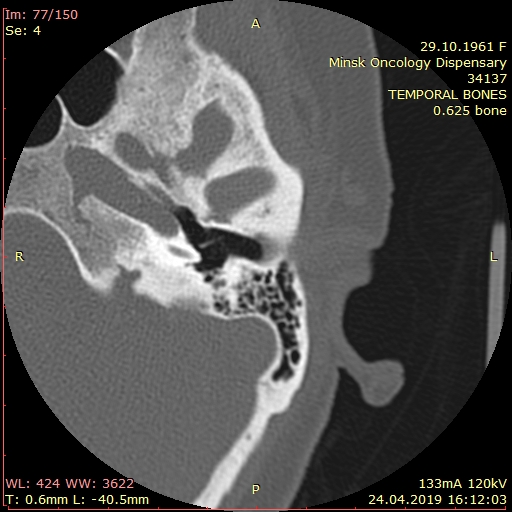 Im: 77/150
Se: 4
A
29.10.1961 F
Minsk Oncology Dispensary
34137
TEMPORAL BONES
0.625 bone
R
L
WL: 424 WW: 3622
T: 0.6mm L: -40.5mm
P
133mA 120kV
24.04.2019 16:12:03